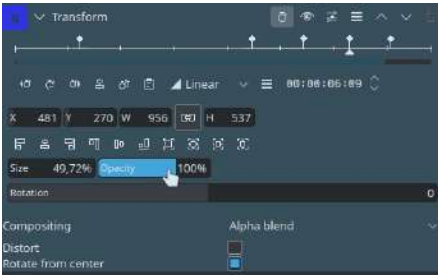 Transform
Linear 00:00:06:09
X 481 Y 270 W 956 H 537
Size 49,72% Opacity 100%
Rotation 0
Compositing Alpha blend
Distort
Rotate from center